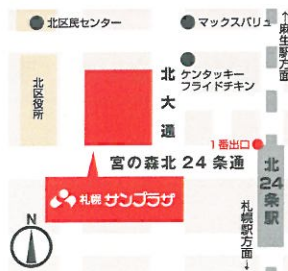 北区民センター
マックスバリュ
↑麻生駅方面
北区役所
北大通
ケンタッキー
フライドチキン
1番出口
宮の森北24条通
北24条駅
札幌 サンプラザ
札幌駅方面→
N